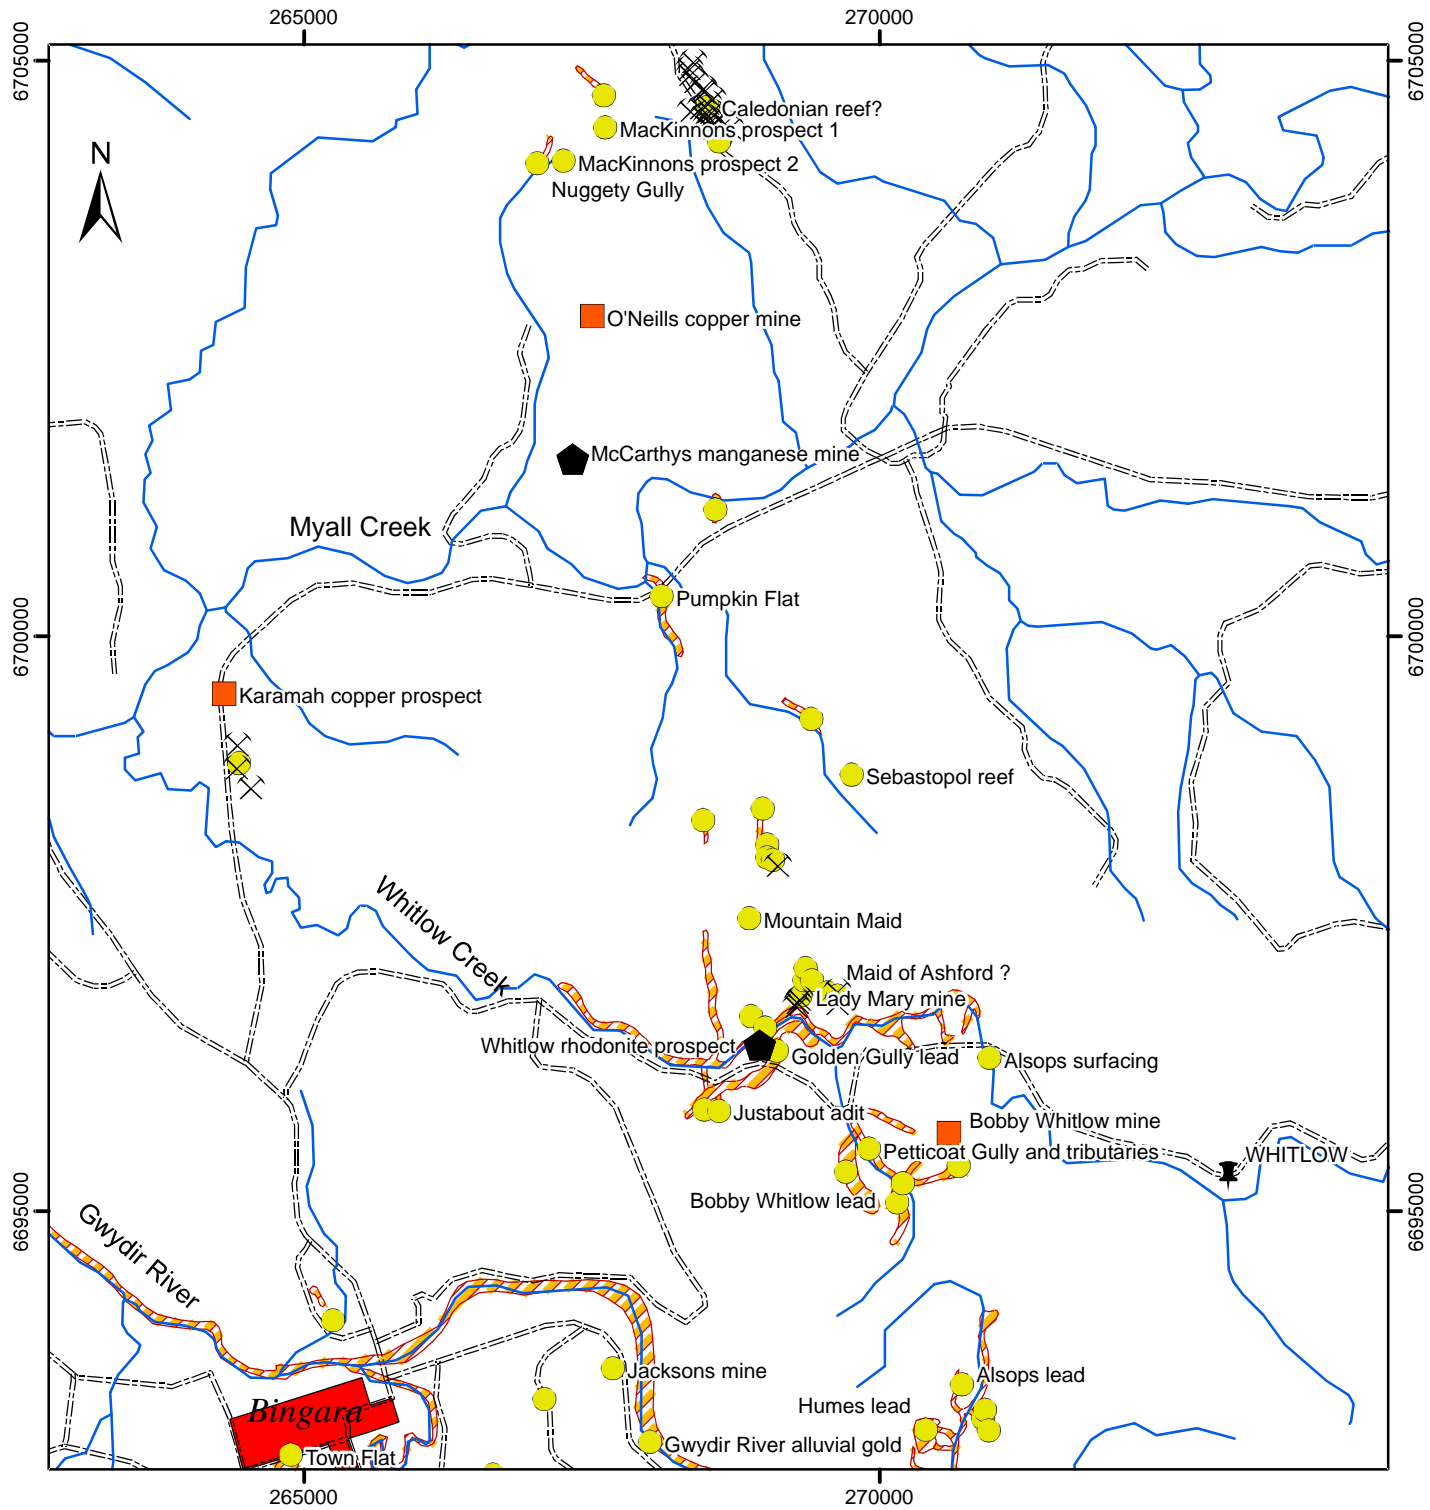 265000
270000
6705000
6705000
Caledonian reef?
MacKinnons prospect 1
N
MacKinnons prospect 2
Nuggety Gully
O'Neills copper mine
McCarthys manganese mine
Myall Creek
Pumpkin Flat
6700000
6700000
Karamah copper prospect
Sebastopol reef
Whitlow Creek
Mountain Maid
Maid of Ashford ?
Lady Mary mine
Whitlow rhodonite prospect
Golden Gully lead
Alsops surfacing
Justabout adit
Bobby Whitlow mine
Petticoat Gully and tributaries
WHITLOW
Bobby Whitlow lead
6695000
6695000
Gwydir River
Jacksons mine
Alsops lead
Humes lead
Bingara
Gwydir River alluvial gold
Town Flat
265000
270000